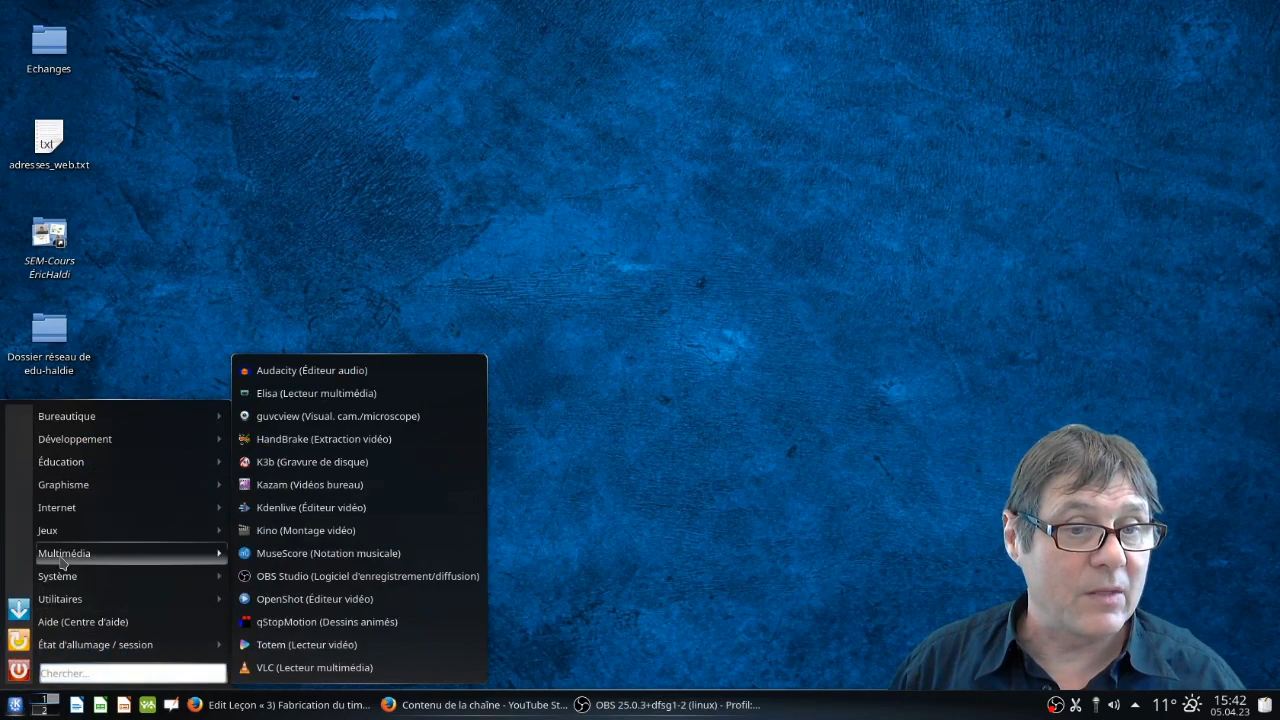 Echanges
adresses_web.txt
SEM-Cours
ÉricHaldi
Dossier réseau de
edu-haldie
Bureautique
Développement
Éducation
Graphisme
Internet
Jeux
Multimédia
Système
Utilitaires
Aide (Centre d'aide)
État d'allumage / session
Chercher...
Audacity (Éditeur audio)
Elisa (Lecteur multimédia)
guvcview (Visual. cam./microscope)
HandBrake (Extraction vidéo)
K3b (Gravure de disque)
Kazam (Vidéos bureau)
Kdenlive (Éditeur vidéo)
Kino (Montage vidéo)
MuseScore (Notation musicale)
OBS Studio (Logiciel d'enregistrement/diffusion)
OpenShot (Éditeur vidéo)
qStopMotion (Dessins animés)
Totem (Lecteur vidéo)
VLC (Lecteur multimédia)
1
2
Edit Leçon « 3) Fabrication du tim...
Contenu de la chaîne - YouTube St...
OBS 25.0.3+dfsg1-2 (linux) - Profil:...
11°
15:42
05.04.23